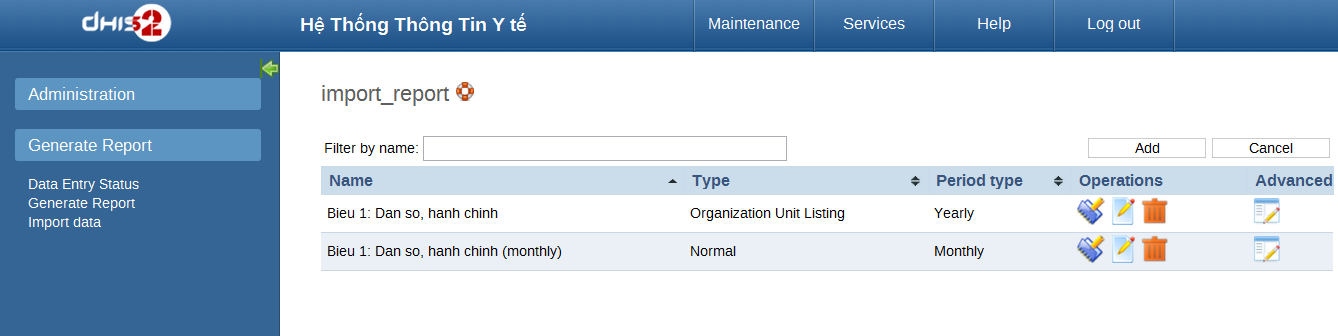 dhis2 Hệ Thống Thông Tin Y tế Maintenance Services Help Log out
Administration
import_report
Generate Report
Filter by name: Add Cancel
Name Type Period type Operations Advanced
Data Entry Status
Generate Report
Import data
Bieu 1: Dan so, hanh chinh Organization Unit Listing Yearly
Bieu 1: Dan so, hanh chinh (monthly) Normal Monthly